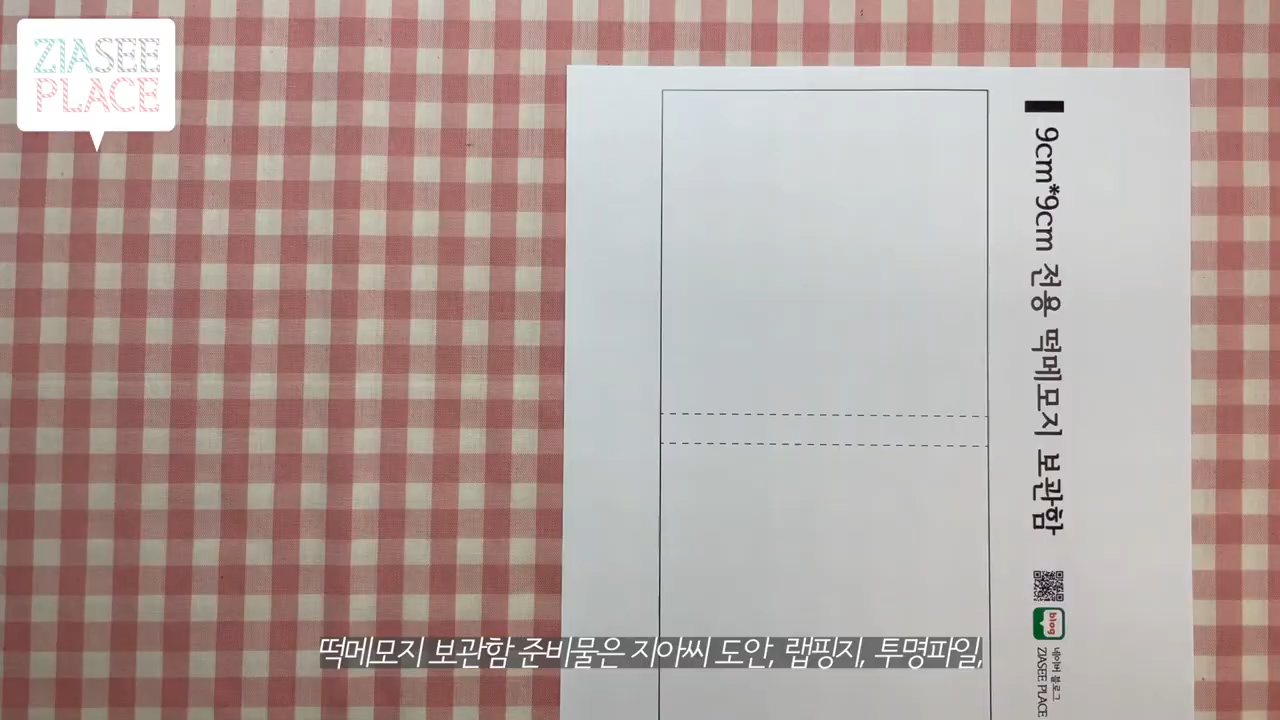 ZIASEE
PLACE
9cm*9cm 전용 떡메모지 보관함
blog
네이버 블로그
ZIASEE PLACE
떡메모지 보관함 준비물은 지아씨 도안, 랩핑지, 투명파일,